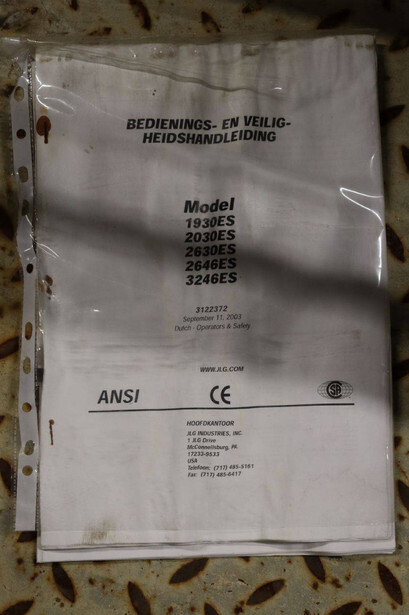 BEDIENINGS- EN VEILIG-
HEIDSHANDLEIDING
Model
1930ES
2030ES
2630ES
2646ES
3246ES
3122372
September 11, 2003
Dutch - Operators & Safety
WWW.JLG.COM
ANSI CE
HOOFDKANTOOR
JLG INDUSTRIES, INC.
1 JLG Drive
McConnellsburg, PA.
17233-9533
USA
Telefoon: (717) 485-5161
Fax: (717) 485-6417